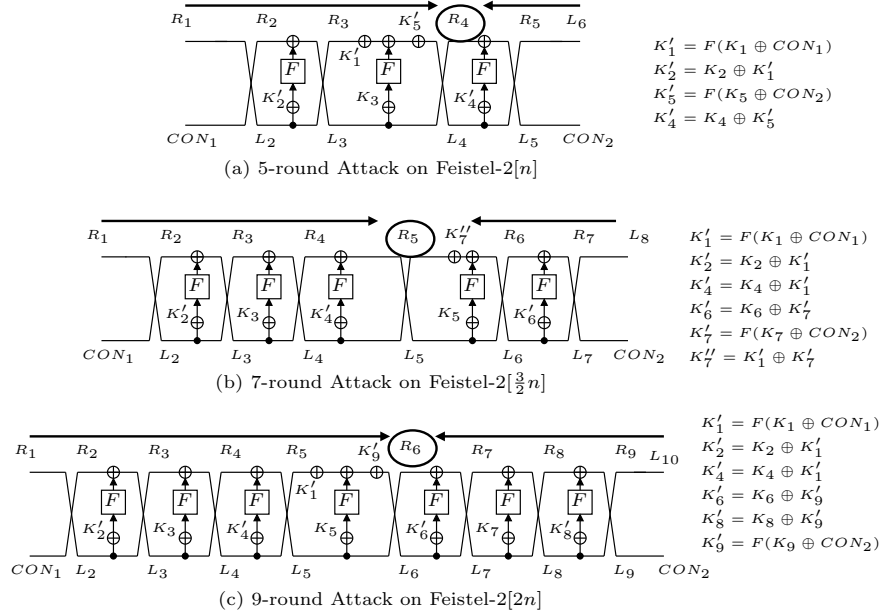 R₁ R₂ R₃ K′₅ R₄ R₅ L₆
K′₁
F F F
K′₂ K₃ K′₄
CON₁ L₂ L₃ L₄ L₅ CON₂
K′₁ = F(K₁ ⊕ CON₁)
K′₂ = K₂ ⊕ K′₁
K′₅ = F(K₅ ⊕ CON₂)
K′₄ = K₄ ⊕ K′₅
(a) 5-round Attack on Feistel-2[n]
R₁ R₂ R₃ R₄ R₅ K′′₇ R₆ R₇ L₈
F F F F F
K′₂ K₃ K′₄ K₅ K′₆
CON₁ L₂ L₃ L₄ L₅ L₆ L₇ CON₂
K′₁ = F(K₁ ⊕ CON₁)
K′₂ = K₂ ⊕ K′₁
K′₄ = K₄ ⊕ K′₁
K′₆ = K₆ ⊕ K′₇
K′₇ = F(K₇ ⊕ CON₂)
K′′₇ = K′₁ ⊕ K′₇
(b) 7-round Attack on Feistel-2[3/2 n]
R₁ R₂ R₃ R₄ R₅ K′₉ R₆ R₇ R₈ R₉ L₁₀
K′₁
F F F F F F F
K′₂ K₃ K′₄ K₅ K′₆ K₇ K′₈
CON₁ L₂ L₃ L₄ L₅ L₆ L₇ L₈ L₉ CON₂
K′₁ = F(K₁ ⊕ CON₁)
K′₂ = K₂ ⊕ K′₁
K′₄ = K₄ ⊕ K′₁
K′₆ = K₆ ⊕ K′₉
K′₈ = K₈ ⊕ K′₉
K′₉ = F(K₉ ⊕ CON₂)
(c) 9-round Attack on Feistel-2[2n]